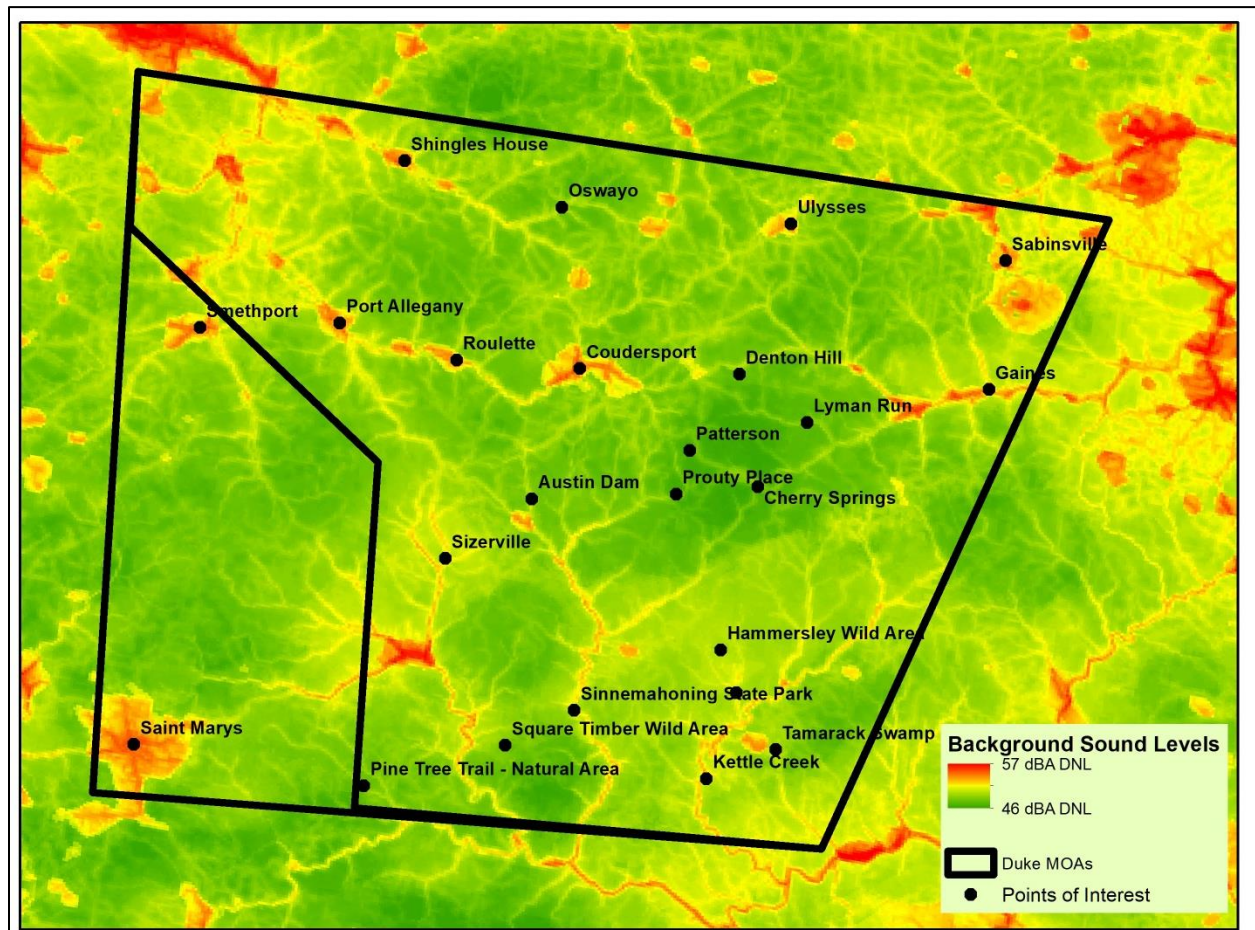 Shingles House
Oswayo
Ulysses
Sabinsville
Smethport
Port Allegany
Roulette
Coudersport
Denton Hill
Gaines
Lyman Run
Patterson
Prouty Place
Austin Dam
Cherry Springs
Sizerville
Hammersley Wild Area
Sinnemahoning State Park
Saint Marys
Square Timber Wild Area
Tamarack Swamp
Pine Tree Trail - Natural Area
Kettle Creek
Background Sound Levels
57 dBA DNL
46 dBA DNL
Duke MOAs
Points of Interest